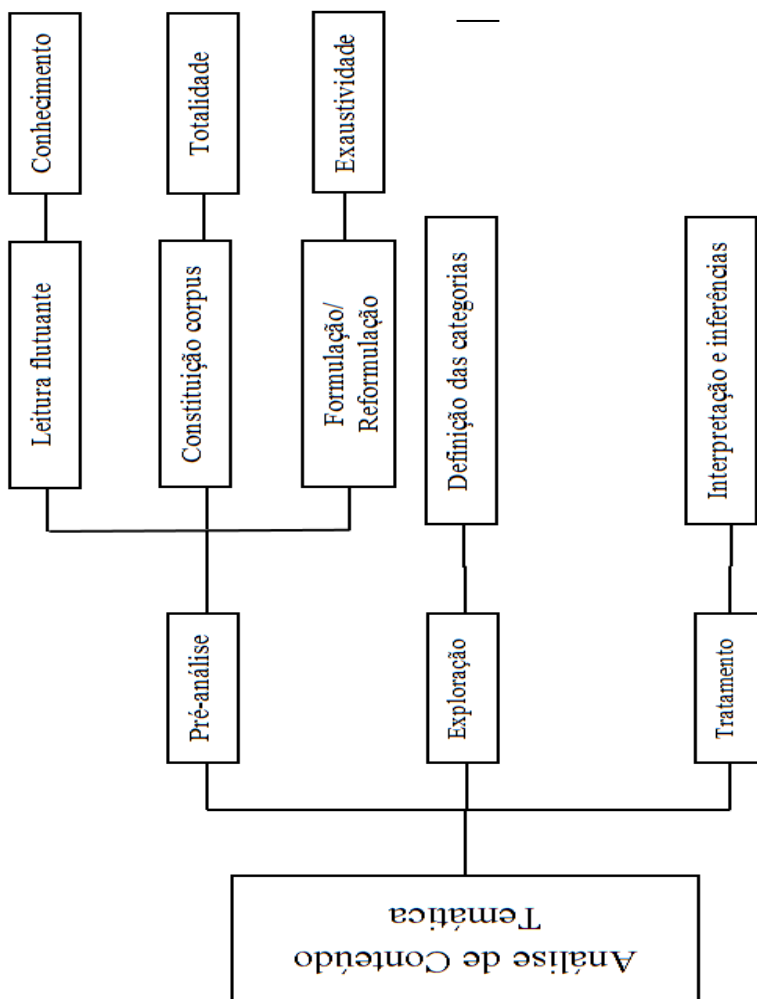 Análise de Conteúdo
Temática
Pré-análise
Leitura flutuante
Conhecimento
Constituição corpus
Totalidade
Formulação/
Reformulação
Exaustividade
Exploração
Definição das categorias
Tratamento
Interpretação e inferências